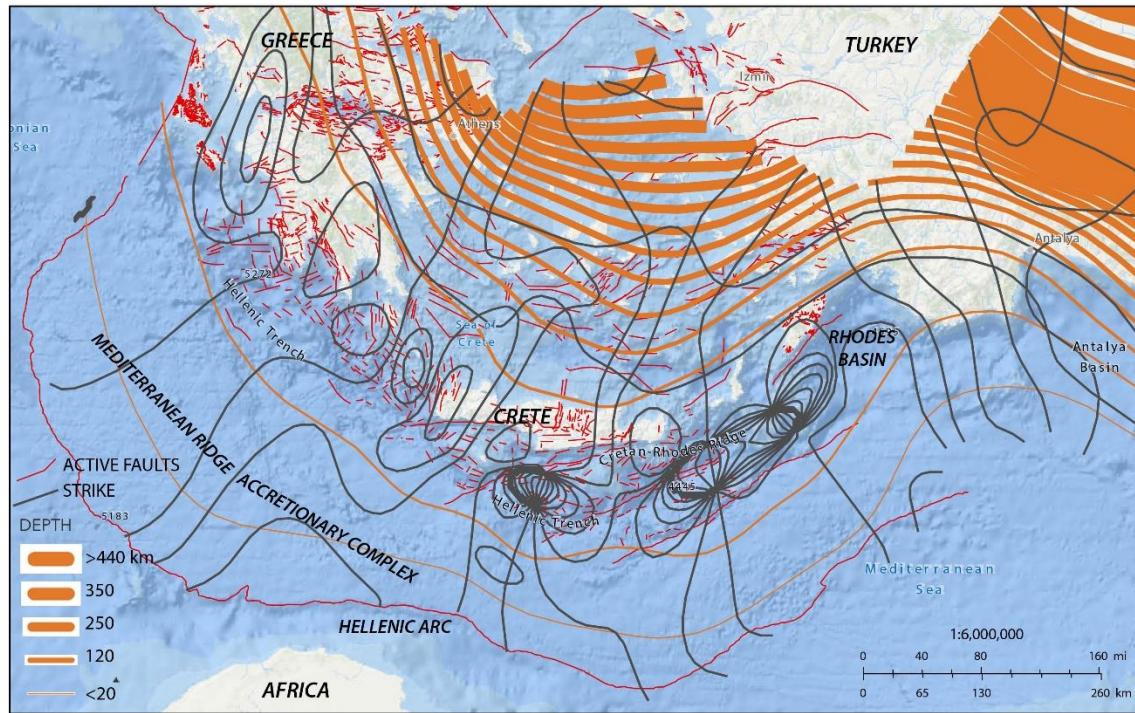 GREECE
TURKEY
Izmir
onian
Sea
Athens
Antalya
5272
Hellenic Trench
Sea of
Crete
RHODES
BASIN
Antalya
Basin
MEDITERRANEAN RIDGE ACCRETIONARY COMPLEX
CRETE
Cretan-Rhodes Ridge
4445
Hellenic Trench
ACTIVE FAULTS
STRIKE
5183
DEPTH
>440 km
350
250
120
<20
Mediterranean
Sea
HELLENIC ARC
AFRICA
1:6,000,000
0 40 80 160 mi
0 65 130 260 km